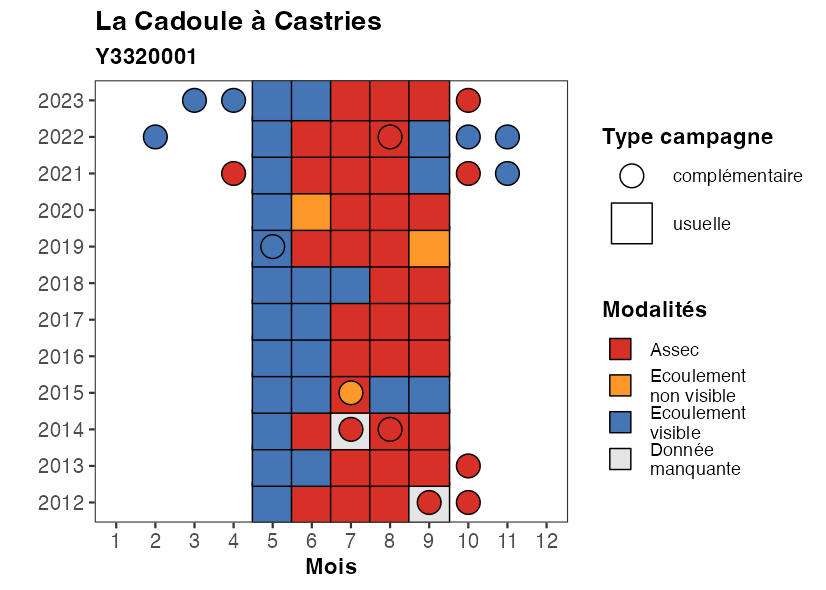 La Cadoule à Castries
Y3320001
2023
2022
2021
2020
2019
2018
2017
2016
2015
2014
2013
2012
1 2 3 4 5 6 7 8 9 10 11 12
Mois
Type campagne
complémentaire
usuelle
Modalités
Assec
Ecoulement
non visible
Ecoulement
visible
Donnée
manquante